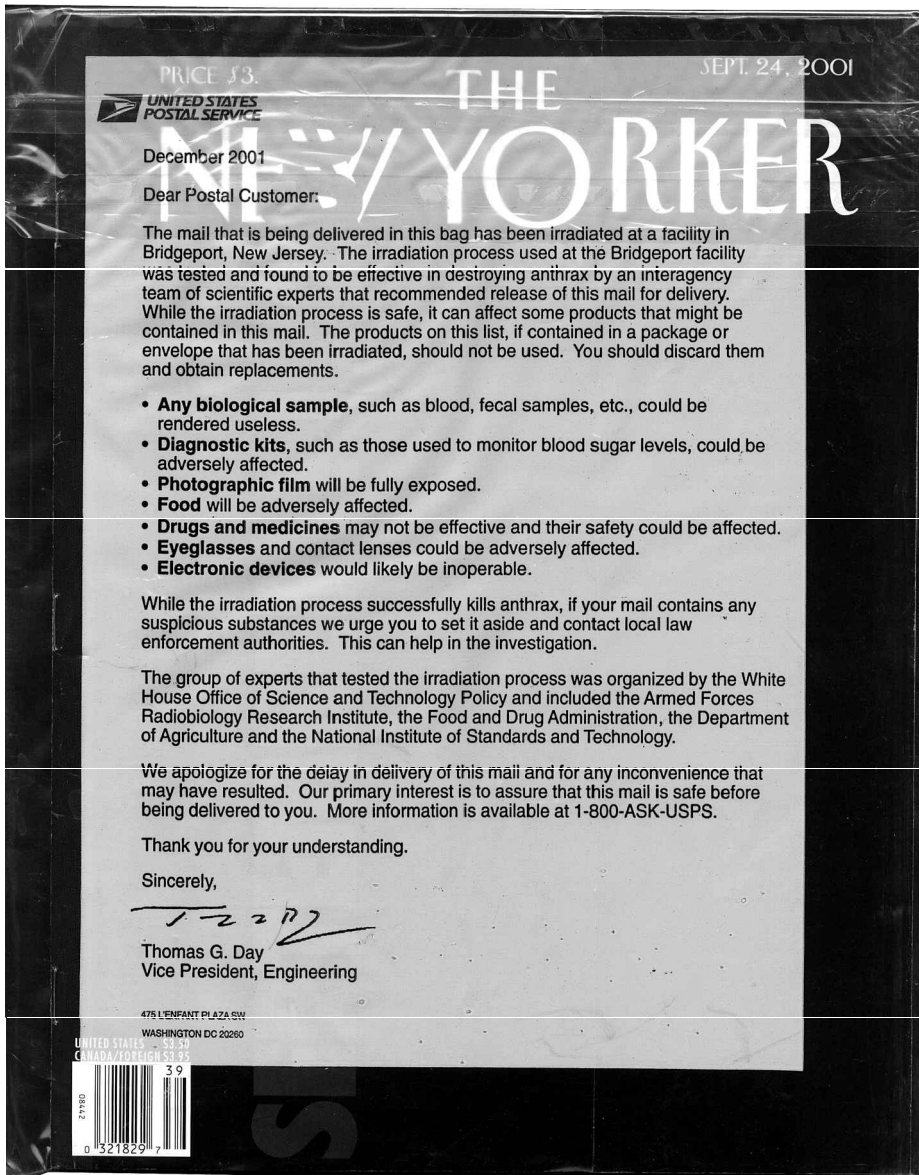 PRICE $3.
SEPT. 24, 2001
THE
NEW YORKER
UNITED STATES
POSTAL SERVICE
December 2001
Dear Postal Customer:
The mail that is being delivered in this bag has been irradiated at a facility in
Bridgeport, New Jersey. The irradiation process used at the Bridgeport facility
was tested and found to be effective in destroying anthrax by an interagency
team of scientific experts that recommended release of this mail for delivery.
While the irradiation process is safe, it can affect some products that might be
contained in this mail. The products on this list, if contained in a package or
envelope that has been irradiated, should not be used. You should discard them
and obtain replacements.
• Any biological sample, such as blood, fecal samples, etc., could be
rendered useless.
• Diagnostic kits, such as those used to monitor blood sugar levels, could be
adversely affected.
• Photographic film will be fully exposed.
• Food will be adversely affected.
• Drugs and medicines may not be effective and their safety could be affected.
• Eyeglasses and contact lenses could be adversely affected.
• Electronic devices would likely be inoperable.
While the irradiation process successfully kills anthrax, if your mail contains any
suspicious substances we urge you to set it aside and contact local law
enforcement authorities. This can help in the investigation.
The group of experts that tested the irradiation process was organized by the White
House Office of Science and Technology Policy and included the Armed Forces
Radiobiology Research Institute, the Food and Drug Administration, the Department
of Agriculture and the National Institute of Standards and Technology.
We apologize for the delay in delivery of this mail and for any inconvenience that
may have resulted. Our primary interest is to assure that this mail is safe before
being delivered to you. More information is available at 1-800-ASK-USPS.
Thank you for your understanding.
Sincerely,
Thomas G. Day
Vice President, Engineering
475 L'ENFANT PLAZA SW
WASHINGTON DC 20260
UNITED STATES $3.50
CANADA/FOREIGN $3.95
39
08442
0 321829 7